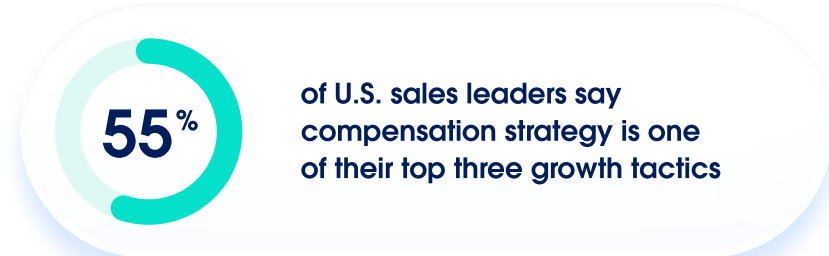 55%
of U.S. sales leaders say
compensation strategy is one
of their top three growth tactics